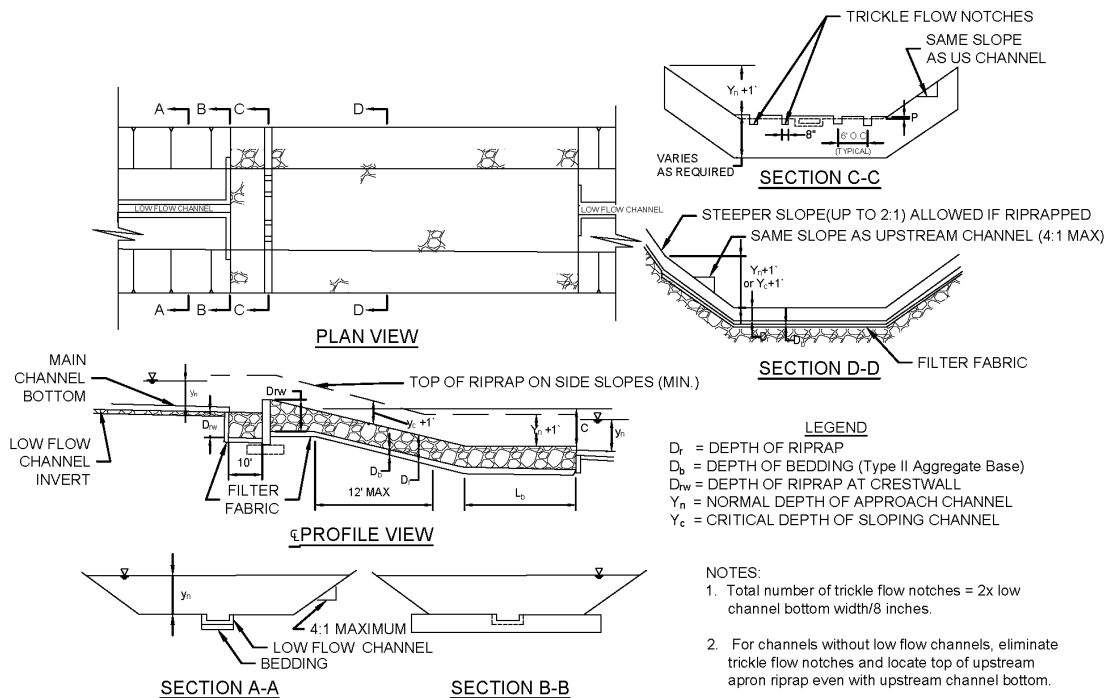 TRICKLE FLOW NOTCHES
SAME SLOPE
AS US CHANNEL
Yn +1'
P
8"
6' O.C
(TYPICAL)
VARIES
AS REQUIRED
SECTION C-C
A
B
C
D
LOW FLOW CHANNEL
LOW FLOW CHANNEL
A
B
C
D
PLAN VIEW
STEEPER SLOPE(UP TO 2:1) ALLOWED IF RIPRAPPED
SAME SLOPE AS UPSTREAM CHANNEL (4:1 MAX)
Yn+1'
or Yc+1'
Db
FILTER FABRIC
SECTION D-D
MAIN
CHANNEL
BOTTOM
yn
Drw
TOP OF RIPRAP ON SIDE SLOPES (MIN.)
yc +1'
Yn +1'
C
yn
Drw
LOW FLOW
CHANNEL
INVERT
10'
FILTER
FABRIC
Db
Dr
12' MAX
Lb
℄ PROFILE VIEW
LEGEND
Dr = DEPTH OF RIPRAP
Db = DEPTH OF BEDDING (Type II Aggregate Base)
Drw = DEPTH OF RIPRAP AT CRESTWALL
Yn = NORMAL DEPTH OF APPROACH CHANNEL
Yc = CRITICAL DEPTH OF SLOPING CHANNEL
yn
4:1 MAXIMUM
LOW FLOW CHANNEL
BEDDING
SECTION A-A
SECTION B-B
NOTES:
1. Total number of trickle flow notches = 2x low
channel bottom width/8 inches.
2. For channels without low flow channels, eliminate
trickle flow notches and locate top of upstream
apron riprap even with upstream channel bottom.